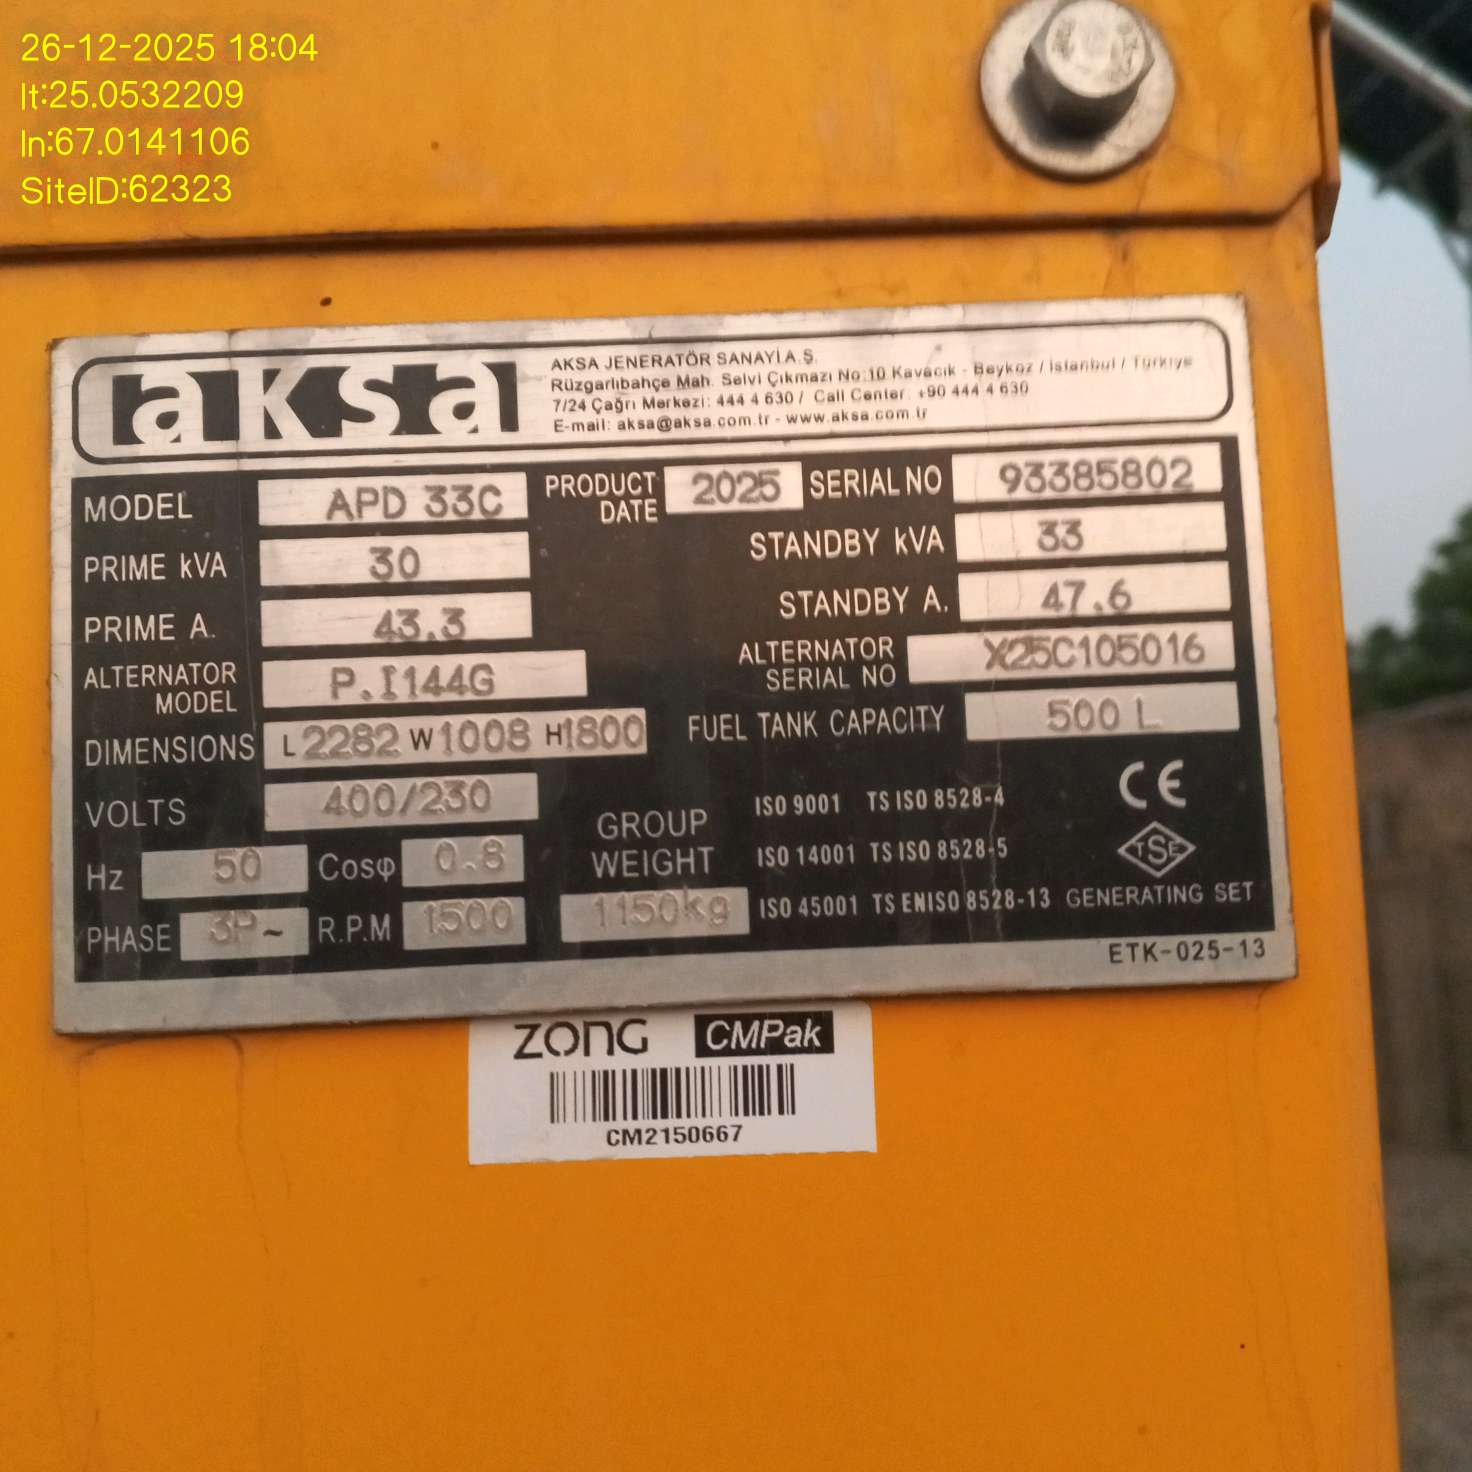 26-12-2025 18:04
lt:25.0532209
ln:67.0141106
SiteID:62323
aksa
AKSA JENERATÖR SANAYİ A.Ş.
Rüzgarlıbahçe Mah. Selvi Çıkmazı No:10 Kavacık - Beykoz / İstanbul / Türkiye
7/24 Çağrı Merkezi: 444 4 630 / Call Center: +90 444 4 630
E-mail: aksa@aksa.com.tr - www.aksa.com.tr
MODEL APD 33C PRODUCT DATE 2025 SERIAL NO 93385802
PRIME kVA 30 STANDBY kVA 33
PRIME A. 43.3 STANDBY A. 47.6
ALTERNATOR MODEL P.I144G ALTERNATOR SERIAL NO X25C105016
DIMENSIONS L 2282 W 1008 H 1800 FUEL TANK CAPACITY 500 L
VOLTS 400/230 GROUP WEIGHT 1150kg
Hz 50 Cosφ 0.8
PHASE 3P~ R.P.M 1500
ISO 9001 TS ISO 8528-4
ISO 14001 TS ISO 8528-5
ISO 45001 TS EN ISO 8528-13
CE
TSE
GENERATING SET
ETK-025-13
ZONG CMPak
CM2150667